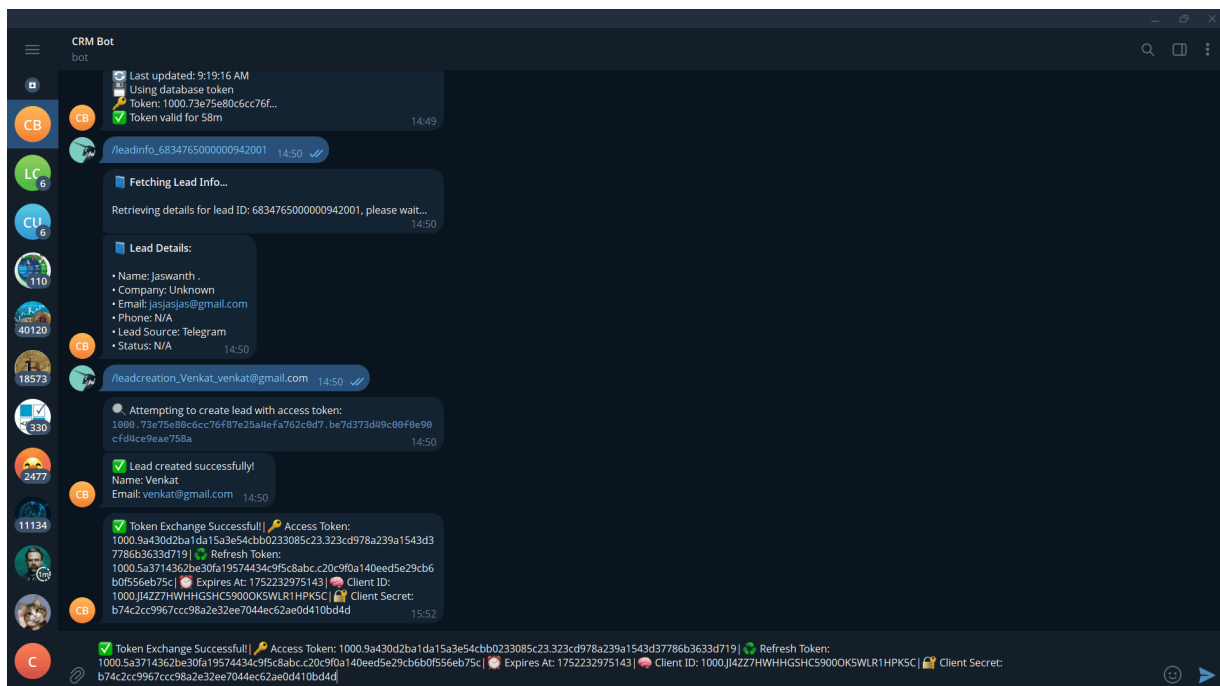 CRM Bot
bot
Last updated: 9:19:16 AM
Using database token
Token: 1000.73e75e80c6cc76f...
Token valid for 58m
14:49
/leadinfo_6834765000000942001 14:50
Fetching Lead Info...
Retrieving details for lead ID: 6834765000000942001, please wait...
14:50
Lead Details:
• Name: Jaswanth .
• Company: Unknown
• Email: jasjasjas@gmail.com
• Phone: N/A
• Lead Source: Telegram
• Status: N/A
14:50
/leadcreation_Venkat_venkat@gmail.com 14:50
Attempting to create lead with access token:
1000.73e75e80c6cc76f87e25a4efa762c0d7.be7d373d49c00f0e90
cfd4ce9eae758a
14:50
Lead created successfully!
Name: Venkat
Email: venkat@gmail.com 14:50
Token Exchange Successful!| Access Token:
1000.9a430d2ba1da15a3e54cbb0233085c23.323cd978a239a1543d3
7786b3633d719| Refresh Token:
1000.5a3714362be30fa19574434c9f5c8abc.c20c9f0a140eed5e29cb6
b0f556eb75c| Expires At: 1752232975143| Client ID:
1000.JI4ZZ7HWHHGSHC5900OK5WLR1HPK5C| Client Secret:
b74c2cc9967ccc98a2e32ee7044ec62ae0d410bd4d
15:52
Token Exchange Successful!| Access Token: 1000.9a430d2ba1da15a3e54cbb0233085c23.323cd978a239a1543d37786b3633d719| Refresh Token:
1000.5a3714362be30fa19574434c9f5c8abc.c20c9f0a140eed5e29cb6b0f556eb75c| Expires At: 1752232975143| Client ID: 1000.JI4ZZ7HWHHGSHC5900OK5WLR1HPK5C| Client Secret:
b74c2cc9967ccc98a2e32ee7044ec62ae0d410bd4d
CB
LC
6
CU
6
110
40120
18573
330
2477
11134
1m
C
CB
CB
CB
CB